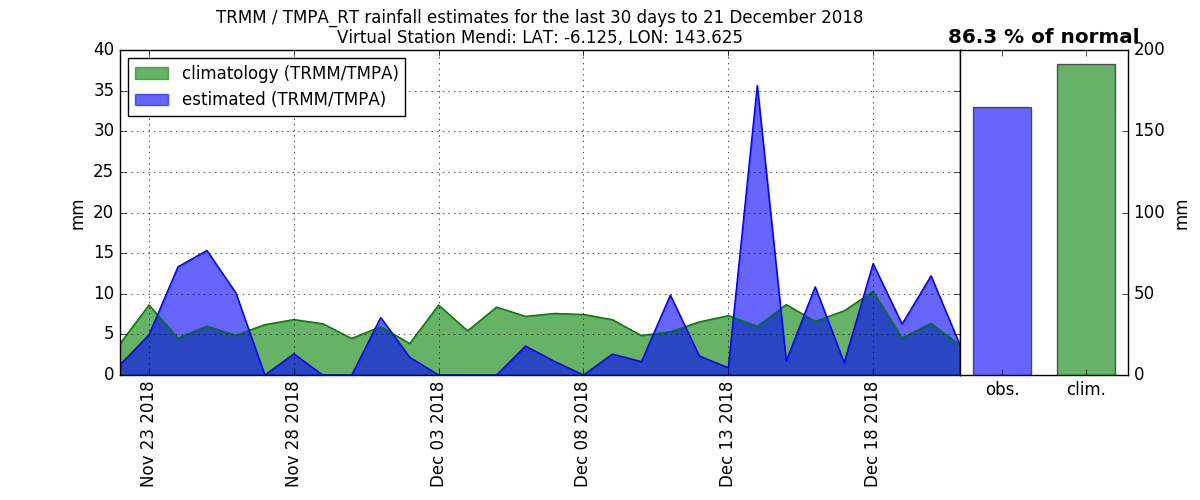 TRMM / TMPA_RT rainfall estimates for the last 30 days to 21 December 2018
Virtual Station Mendi: LAT: -6.125, LON: 143.625
86.3 % of normal
climatology (TRMM/TMPA)
estimated (TRMM/TMPA)
40
35
30
25
20
15
10
5
0
mm
Nov 23 2018
Nov 28 2018
Dec 03 2018
Dec 08 2018
Dec 13 2018
Dec 18 2018
200
150
100
50
0
mm
obs.
clim.